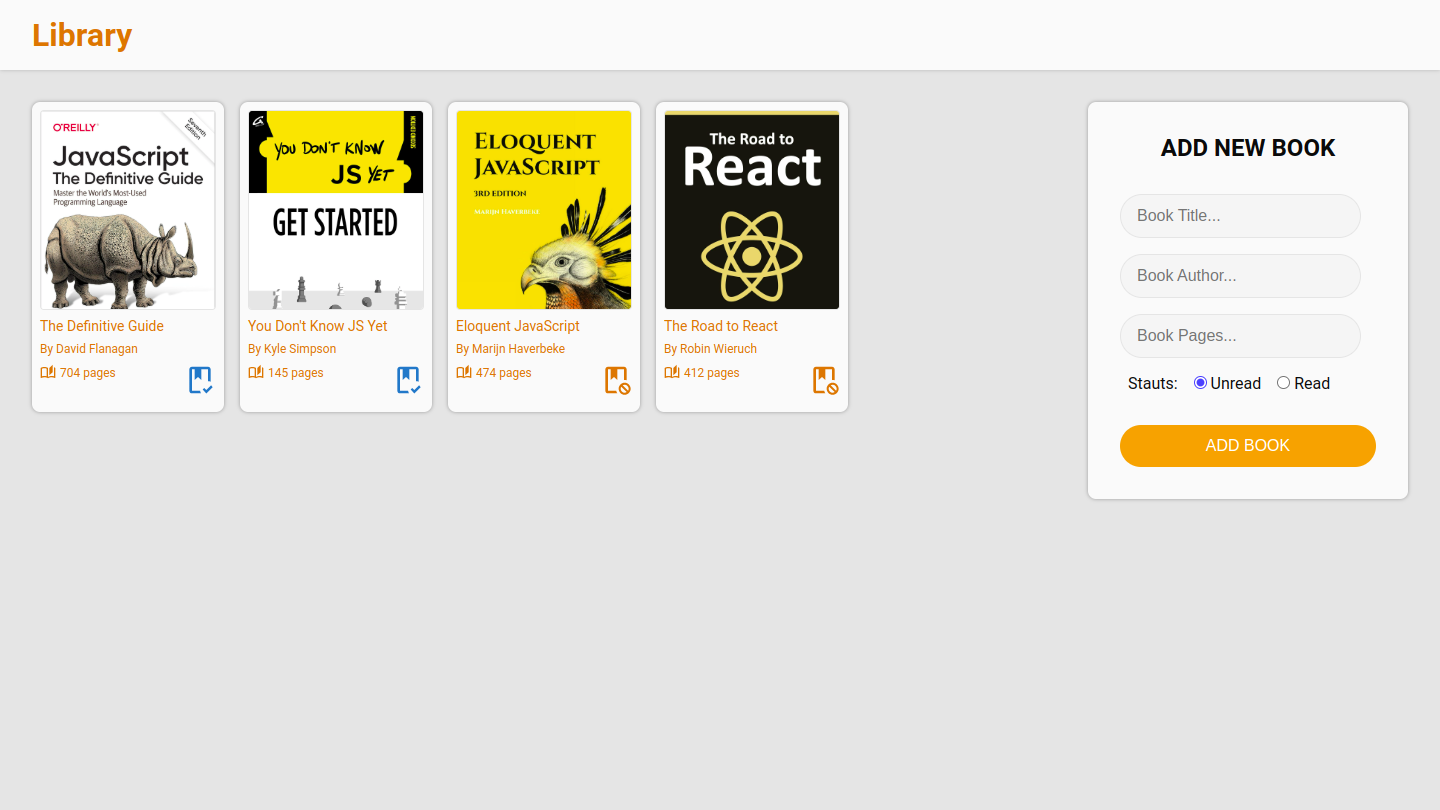 Library
O'REILLY
Seventh
Edition
JavaScript
The Definitive Guide
Master the World's Most-Used
Programming Language
The Definitive Guide
By David Flanagan
704 pages
YOU DON'T KNOW
JS YET
GET STARTED
You Don't Know JS Yet
By Kyle Simpson
145 pages
ELOQUENT
JAVASCRIPT
3RD EDITION
MARIJN HAVERBEKE
Eloquent JavaScript
By Marijn Haverbeke
474 pages
The Road to
React
The Road to React
By Robin Wieruch
412 pages
ADD NEW BOOK
Book Title...
Book Author...
Book Pages...
Stauts: Unread Read
ADD BOOK